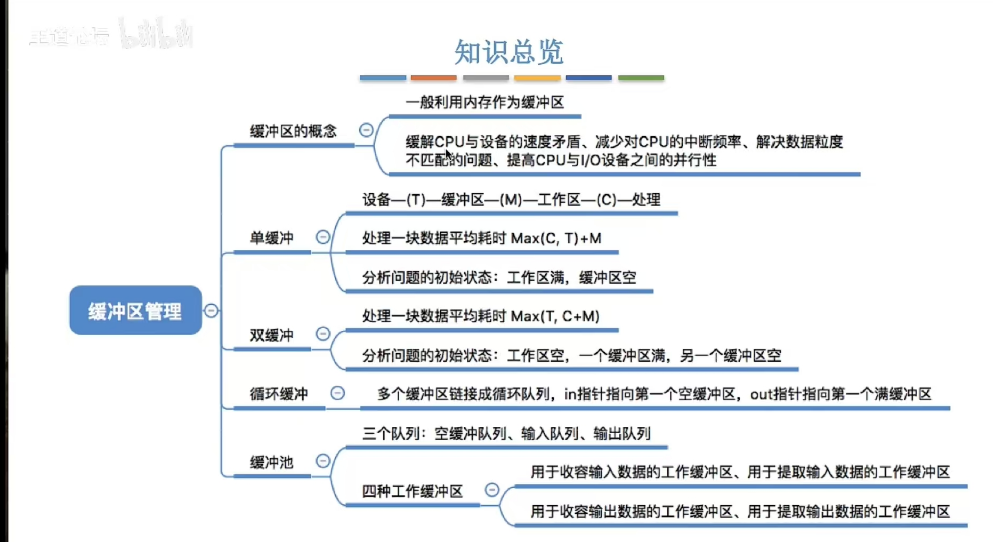 王道论坛 bilibili
知识总览
缓冲区管理
缓冲区的概念
一般利用内存作为缓冲区
缓解CPU与设备的速度矛盾、减少对CPU的中断频率、解决数据粒度
不匹配的问题、提高CPU与I/O设备之间的并行性
单缓冲
设备—(T)—缓冲区—(M)—工作区—(C)—处理
处理一块数据平均耗时 Max(C, T)+M
分析问题的初始状态：工作区满，缓冲区空
双缓冲
处理一块数据平均耗时 Max(T, C+M)
分析问题的初始状态：工作区空，一个缓冲区满，另一个缓冲区空
循环缓冲
多个缓冲区链接成循环队列，in指针指向第一个空缓冲区，out指针指向第一个满缓冲区
缓冲池
三个队列：空缓冲队列、输入队列、输出队列
四种工作缓冲区
用于收容输入数据的工作缓冲区、用于提取输入数据的工作缓冲区
用于收容输出数据的工作缓冲区、用于提取输出数据的工作缓冲区